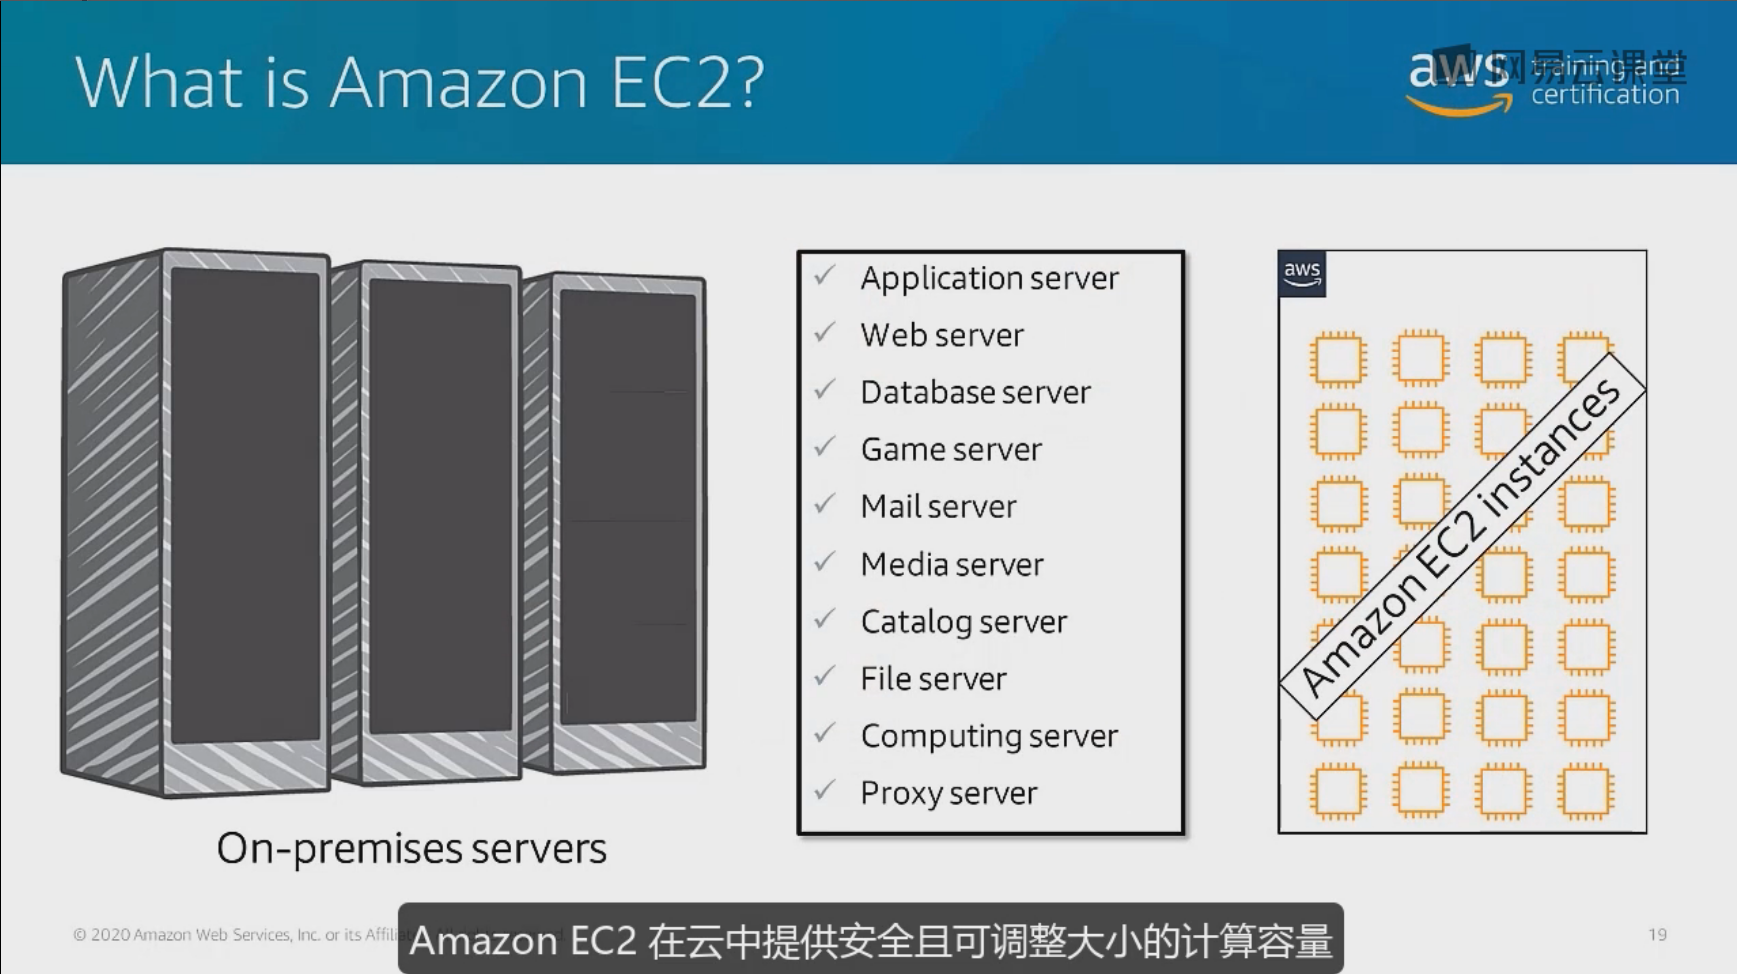 What is Amazon EC2?
aws training and
certification
网易云课堂
Application server
Web server
Database server
Game server
Mail server
Media server
Catalog server
File server
Computing server
Proxy server
aws
Amazon EC2 instances
On-premises servers
© 2020 Amazon Web Services, Inc. or its
19
Amazon EC2 在云中提供安全且可调整大小的计算容量